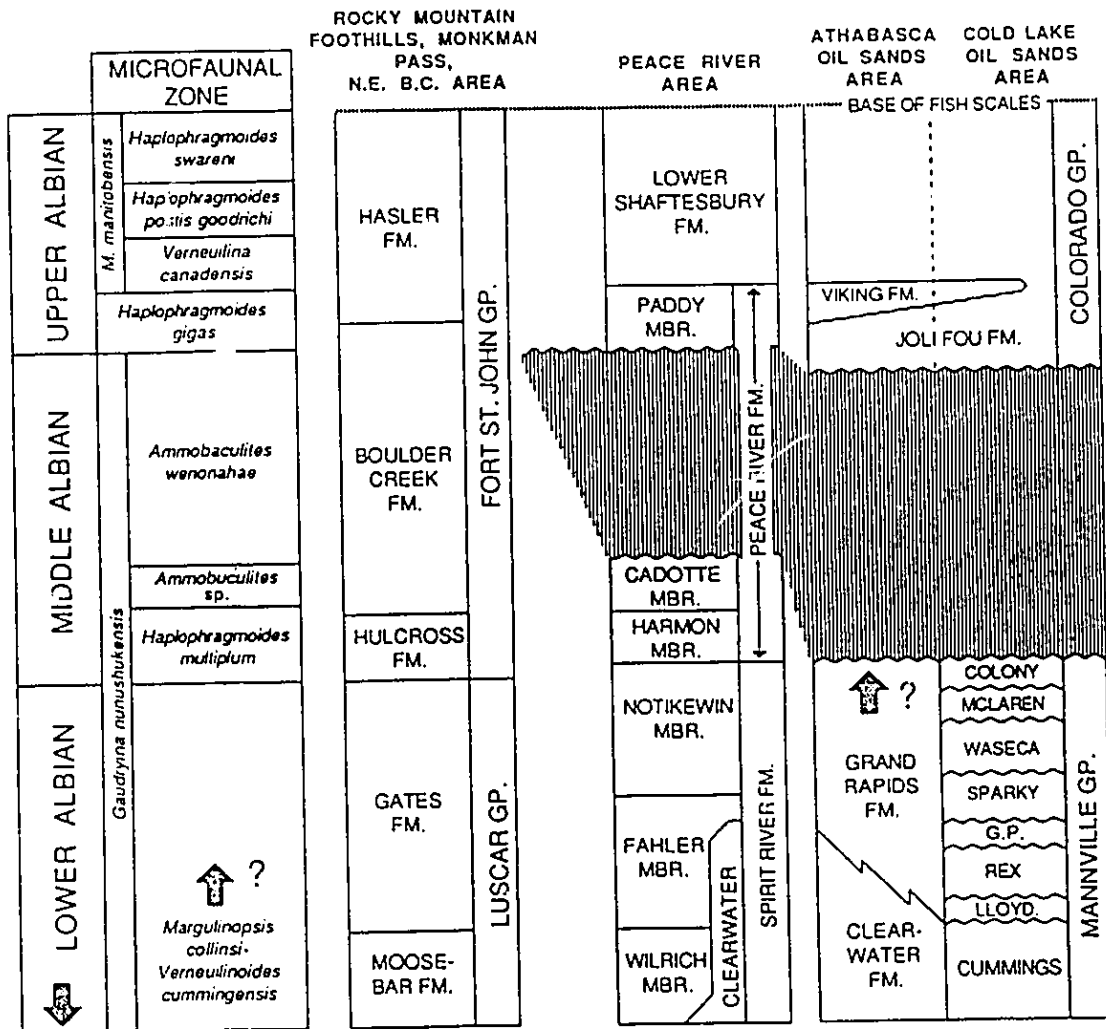 ROCKY MOUNTAIN
FOOTHILLS, MONKMAN
PASS,
N.E. B.C. AREA
PEACE RIVER
AREA
ATHABASCA
OIL SANDS
AREA
COLD LAKE
OIL SANDS
AREA
MICROFAUNAL
ZONE
BASE OF FISH SCALES
UPPER ALBIAN
MIDDLE ALBIAN
LOWER ALBIAN
M. manitobensis
Gaudryina nunushukensis
Haplophragmoides
swareni
Haplophragmoides
postis goodrichi
Verneuilina
canadensis
Haplophragmoides
gigas
Ammobaculites
wenonahae
Ammobuculites
sp.
Haplophragmoides
multiplum
?
Margulinopsis
collinsi-
Verneulinoides
cummingensis
HASLER
FM.
BOULDER
CREEK
FM.
HULCROSS
FM.
GATES
FM.
MOOSE-
BAR FM.
FORT ST. JOHN GP.
LUSCAR GP.
LOWER
SHAFTESBURY
FM.
PADDY
MBR.
CADOTTE
MBR.
HARMON
MBR.
NOTIKEWIN
MBR.
FAHLER
MBR.
WILRICH
MBR.
CLEARWATER
PEACE RIVER FM.
SPIRIT RIVER FM.
VIKING FM.
JOLI FOU FM.
?
GRAND
RAPIDS
FM.
CLEAR-
WATER
FM.
COLONY
MCLAREN
WASECA
SPARKY
G.P.
REX
LLOYD.
CUMMINGS
COLORADO GP.
MANNVILLE GP.